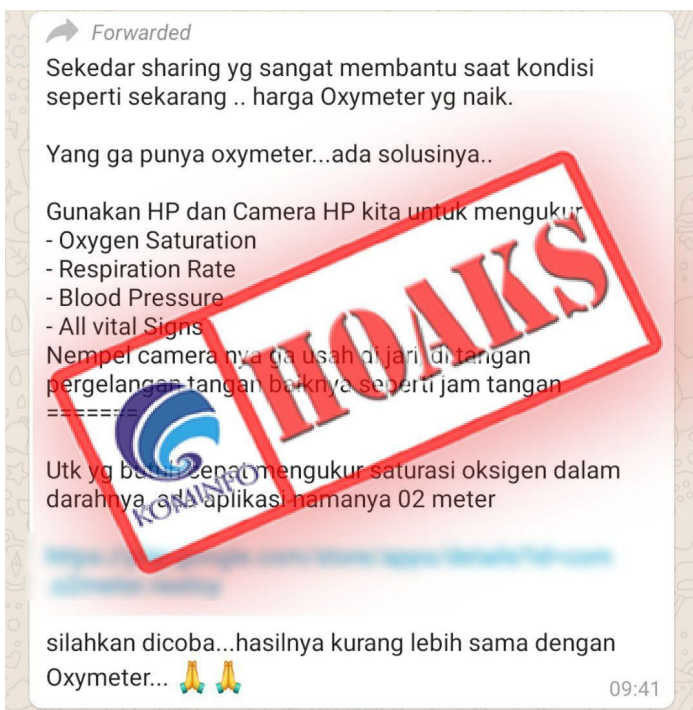 Forwarded
Sekedar sharing yg sangat membantu saat kondisi
seperti sekarang .. harga Oxymeter yg naik.
Yang ga punya oxymeter...ada solusinya..
Gunakan HP dan Camera HP kita untuk mengukur
- Oxygen Saturation
- Respiration Rate
- Blood Pressure
- All vital Signs
Nempel camera nya ga usah di jari, di tangan
pergelangan tangan baiknya seperti jam tangan
=======
Utk yg cepat mengukur saturasi oksigen dalam
darahnya, ada aplikasi namanya 02 meter
silahkan dicoba...hasilnya kurang lebih sama dengan
Oxymeter... 🙏 🙏
09:41
HOAKS
KOMINFO